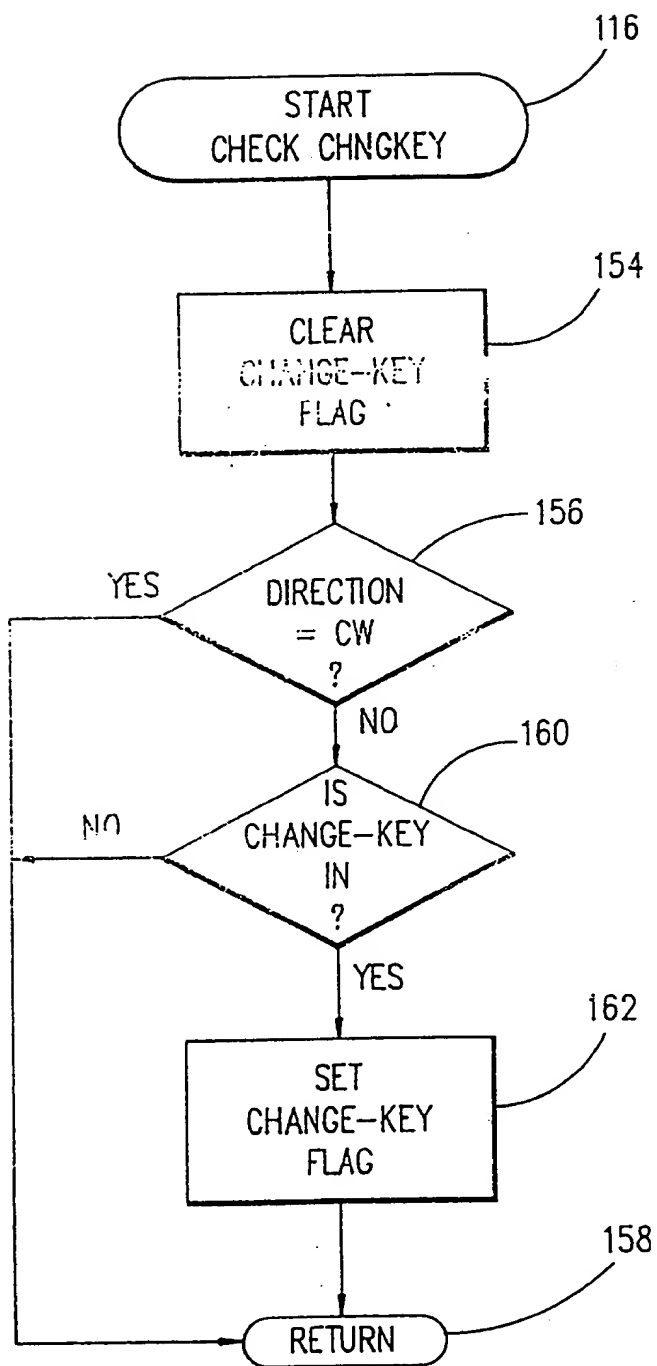 116
START
CHECK CHNGKEY
154
CLEAR
CHANGE-KEY
FLAG
156
YES
DIRECTION
= CW
?
NO
160
IS
NO
CHANGE-KEY
IN
?
YES
162
SET
CHANGE-KEY
FLAG
158
RETURN